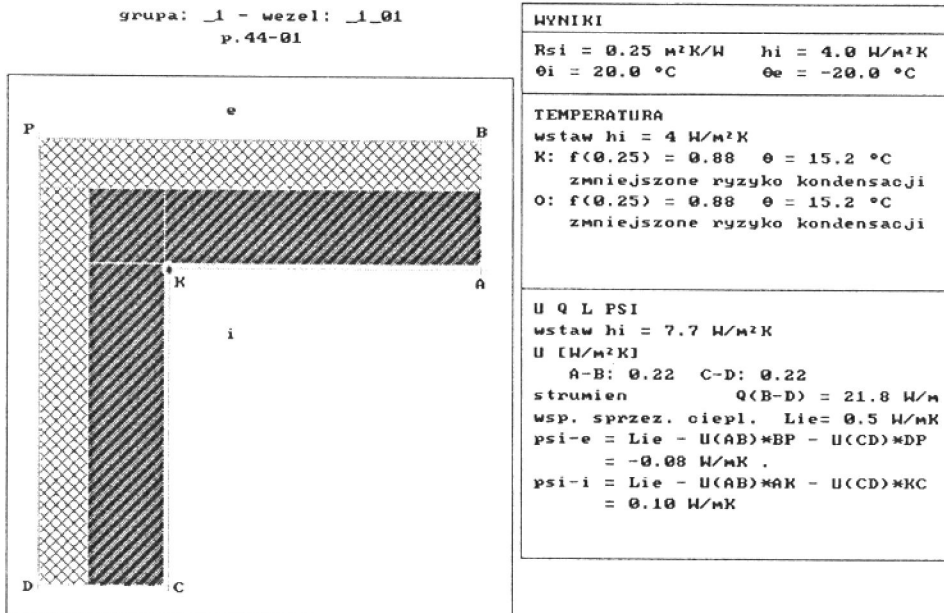 grupa: _1 - wezel: _1_01
p.44-01
e
P
B
K
A
i
D
C
WYNIKI
Rsi = 0.25 m²K/W hi = 4.0 W/m²K
θi = 20.0 °C θe = -20.0 °C
TEMPERATURA
wstaw hi = 4 W/m²K
K: f(0.25) = 0.88 θ = 15.2 °C
zmniejszone ryzyko kondensacji
O: f(0.25) = 0.88 θ = 15.2 °C
zmniejszone ryzyko kondensacji
U Q L PSI
wstaw hi = 7.7 W/m²K
U [W/m²K]
A-B: 0.22 C-D: 0.22
strumien Q(B-D) = 21.8 W/m
wsp. sprzez. ciepl. Lie= 0.5 W/mK
psi-e = Lie - U(AB)*BP - U(CD)*DP
= -0.08 W/mK .
psi-i = Lie - U(AB)*AK - U(CD)*KC
= 0.10 W/mK